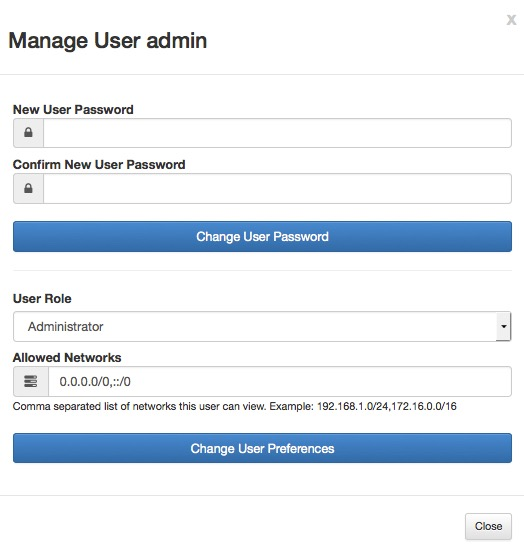 x
Manage User admin
New User Password
Confirm New User Password
Change User Password
User Role
Administrator
Allowed Networks
0.0.0.0/0,::/0
Comma separated list of networks this user can view. Example: 192.168.1.0/24,172.16.0.0/16
Change User Preferences
Close